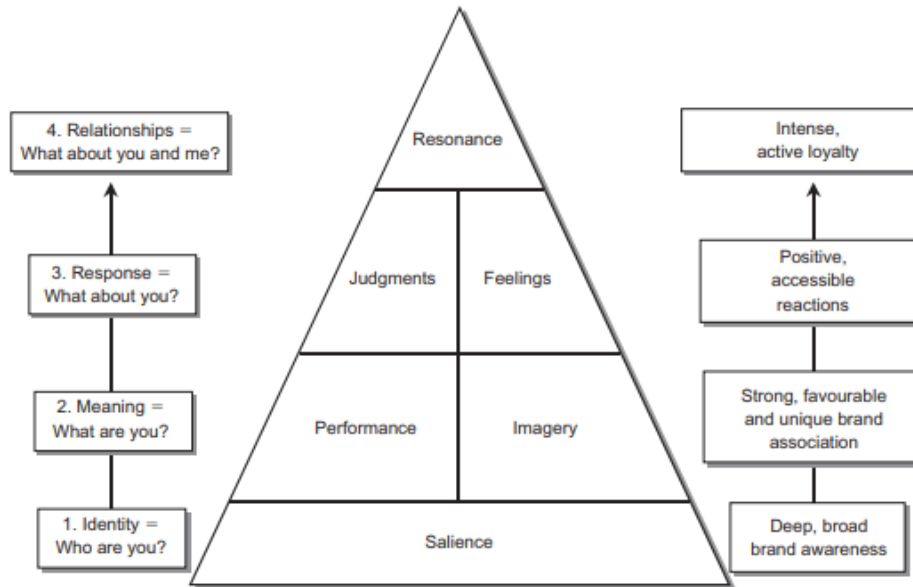 Resonance
4. Relationships =
What about you and me?
Intense,
active loyalty
Judgments
Feelings
3. Response =
What about you?
Positive,
accessible
reactions
Performance
Imagery
2. Meaning =
What are you?
Strong, favourable
and unique brand
association
Salience
1. Identity =
Who are you?
Deep, broad
brand awareness